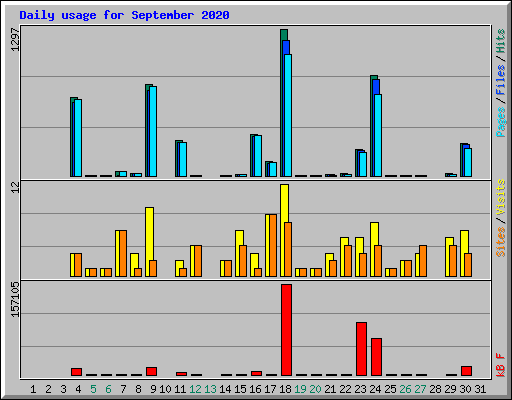 Daily usage for September 2020
1297
Pages / Files / Hits
12
Sites / Visits
157105
kB F
1 2 3 4 5 6 7 8 9 10 11 12 13 14 15 16 17 18 19 20 21 22 23 24 25 26 27 28 29 30 31